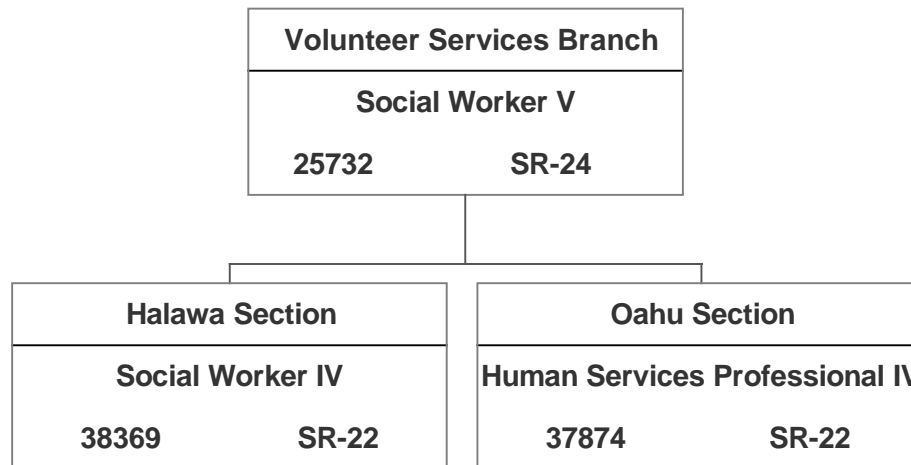 Volunteer Services Branch
Social Worker V
25732 SR-24
Halawa Section
Social Worker IV
38369 SR-22
Oahu Section
Human Services Professional IV
37874 SR-22